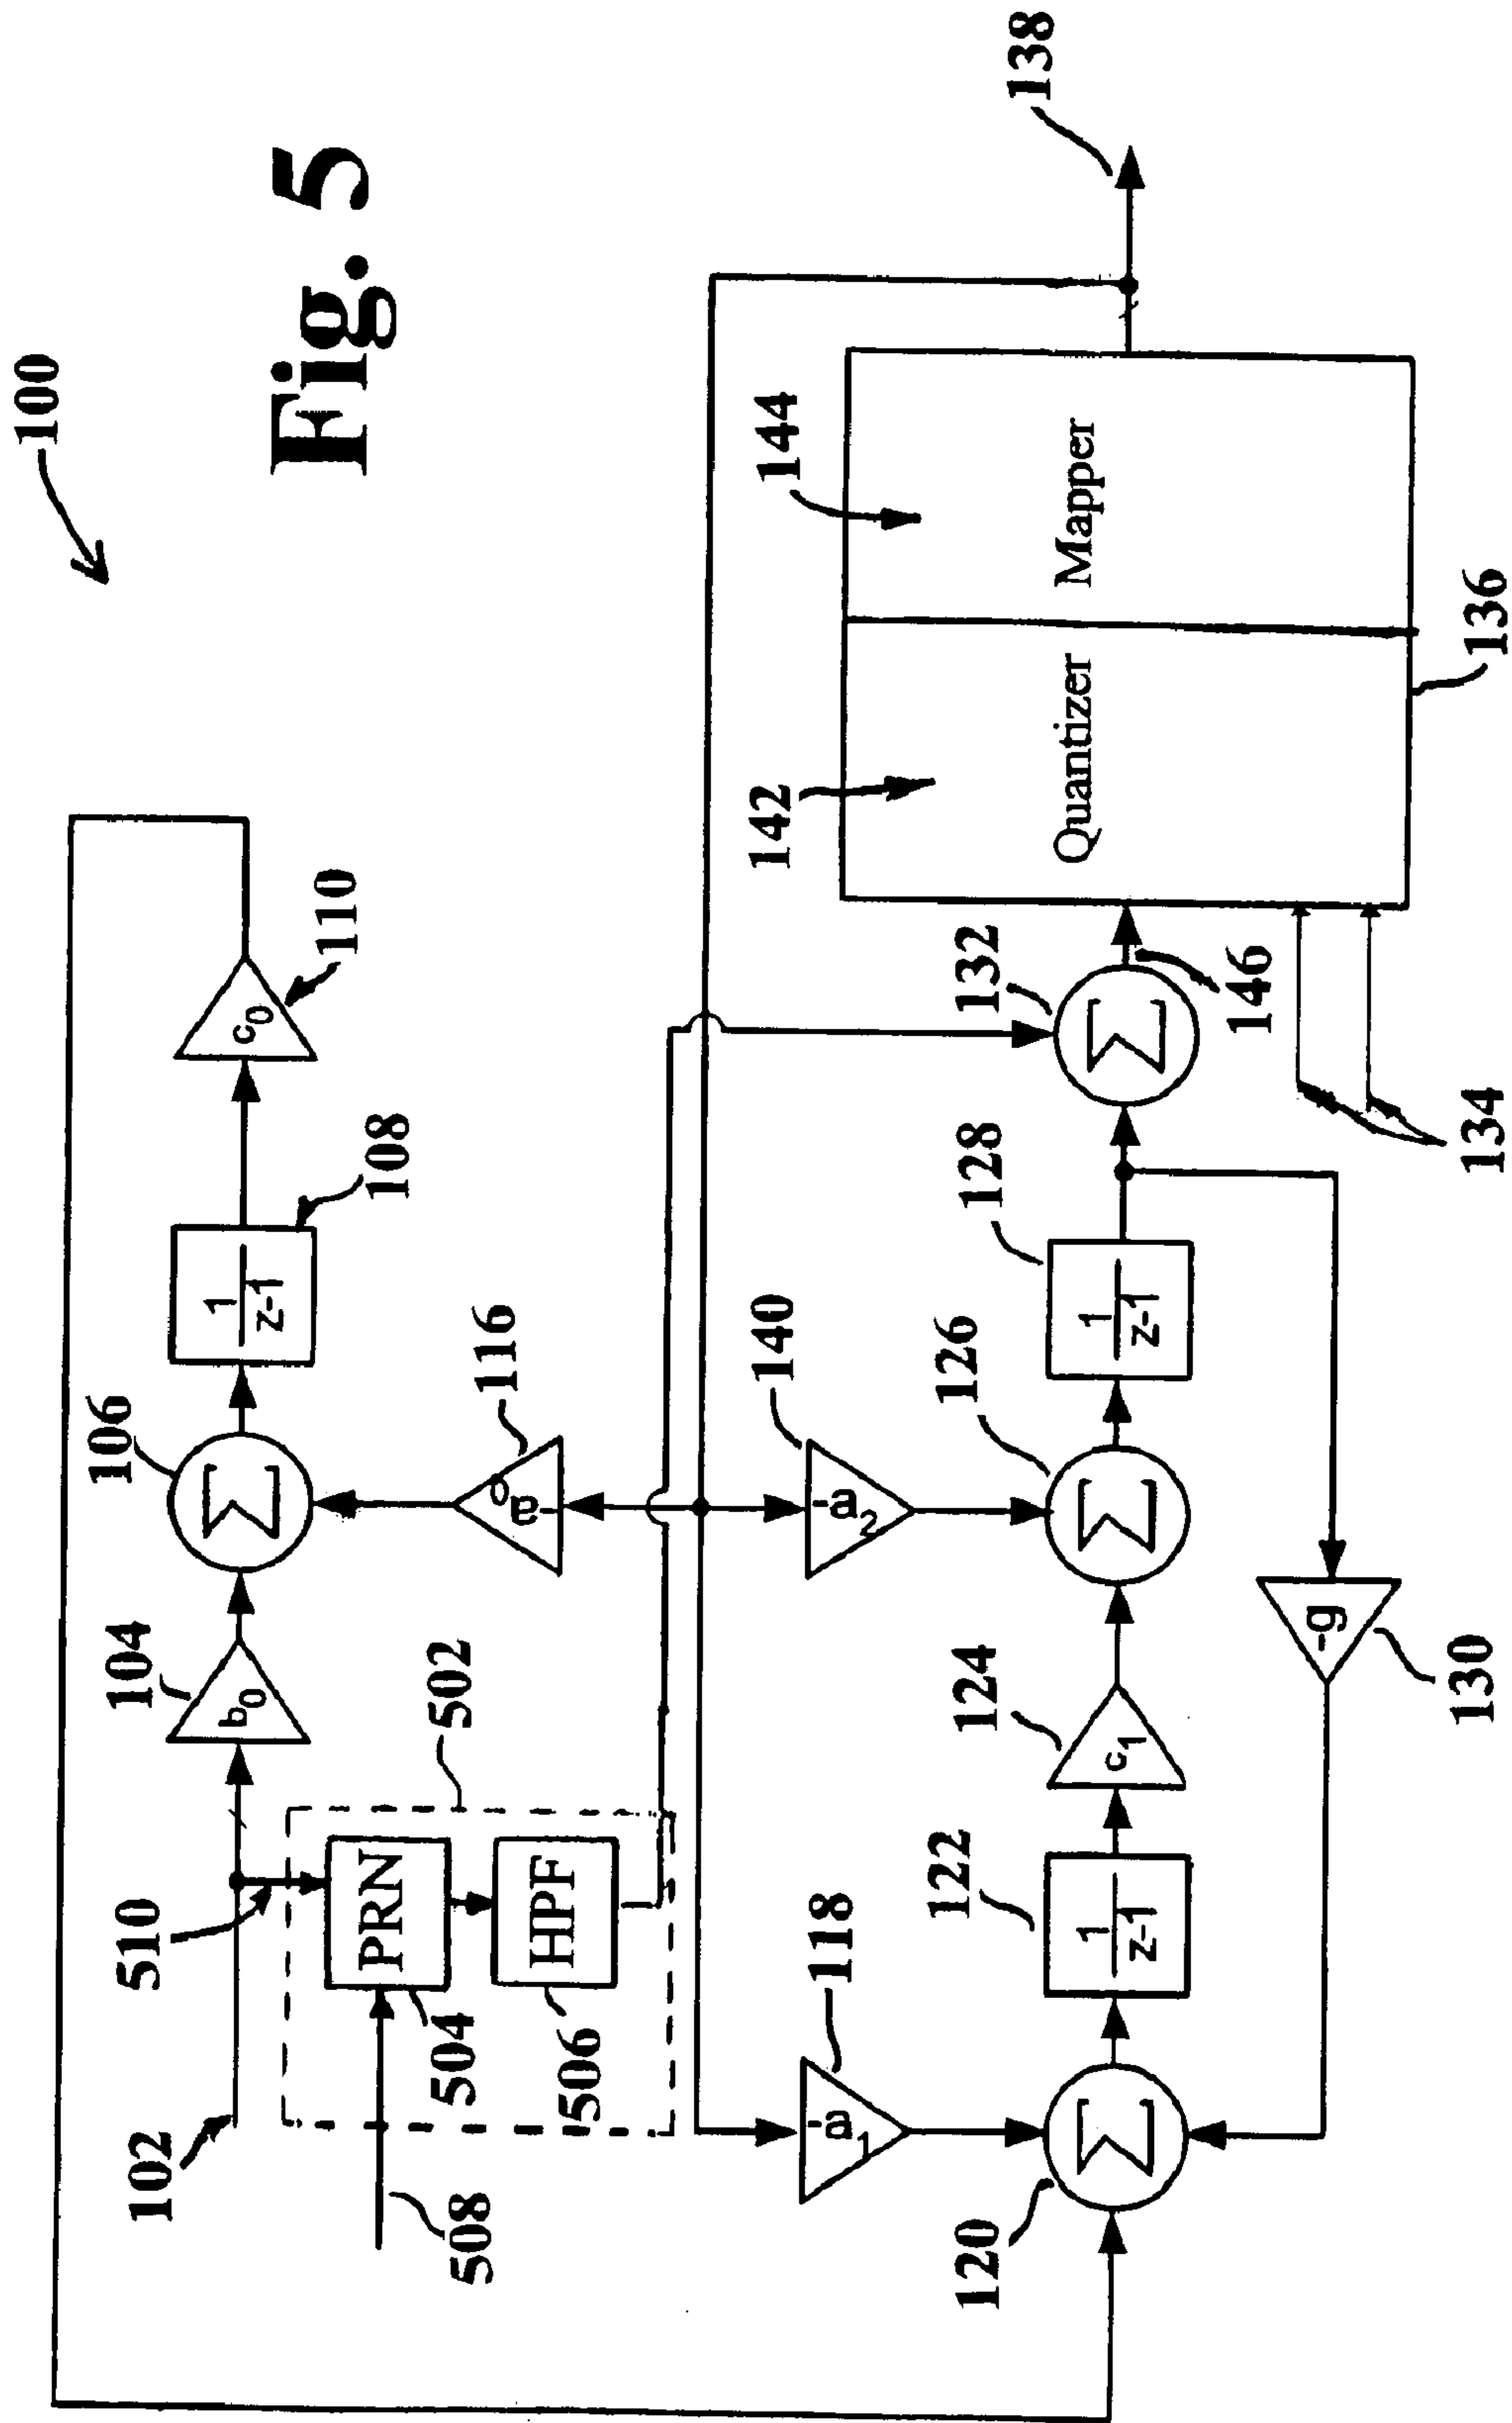 100
Fig. 5
102
510
104
b0
106
1
z-1
108
c0
110
508
504
PRN
506
HPF
502
-a0
116
118
-a1
140
-a2
120
Σ
122
1
z-1
124
c1
126
Σ
128
1
z-1
132
Σ
146
134
142
Quantizer
144
Mapper
136
138
-g
130
Σ